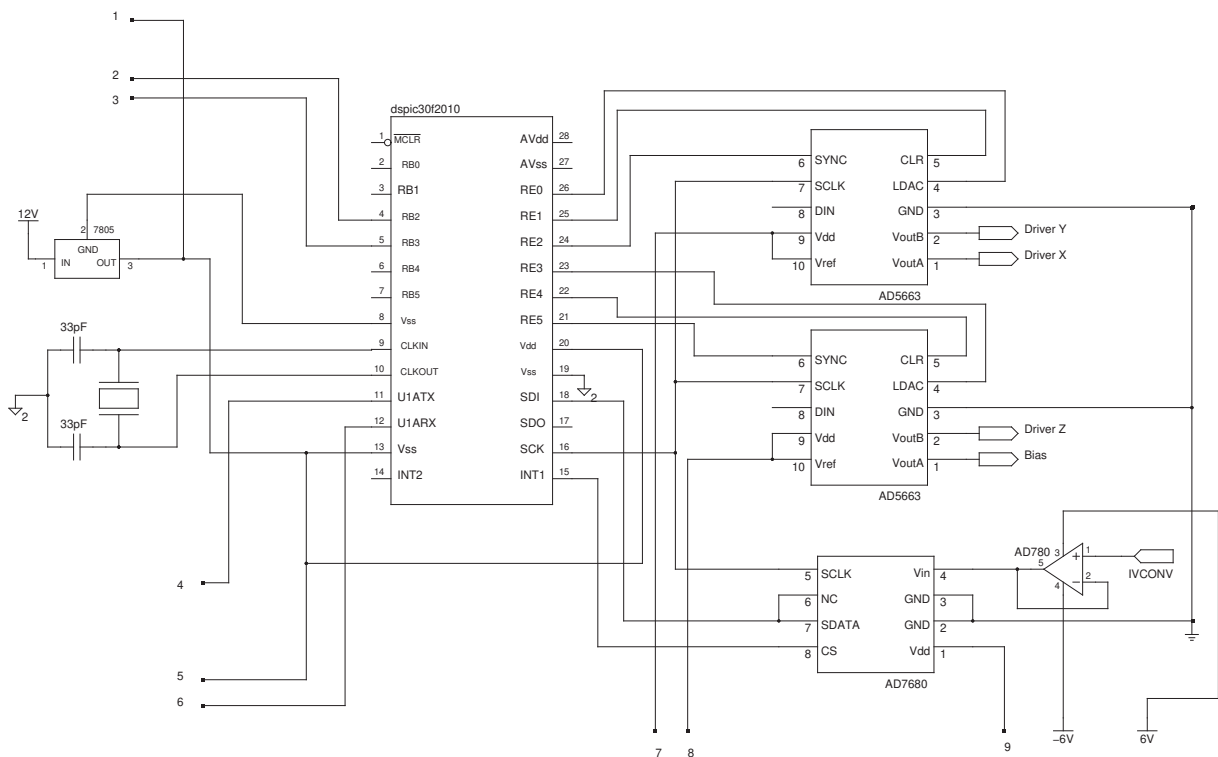 1
2
3
dspic30f2010
1 MCLR AVdd 28
2 RB0 AVss 27
3 RB1 RE0 26
4 RB2 RE1 25
5 RB3 RE2 24
6 RB4 RE3 23
7 RB5 RE4 22
8 Vss RE5 21
9 CLKIN Vdd 20
10 CLKOUT Vss 19
11 U1ATX SDI 18
12 U1ARX SDO 17
13 Vss SCK 16
14 INT2 INT1 15
2
12V
2 7805
GND
1 IN OUT 3
33pF
33pF
2
6 SYNC CLR 5
7 SCLK LDAC 4
8 DIN GND 3
9 Vdd VoutB 2
10 Vref VoutA 1
AD5663
Driver Y
Driver X
6 SYNC CLR 5
7 SCLK LDAC 4
8 DIN GND 3
9 Vdd VoutB 2
10 Vref VoutA 1
AD5663
Driver Z
Bias
5 SCLK Vin 4
6 NC GND 3
7 SDATA GND 2
8 CS Vdd 1
AD7680
AD780
3
1
+
5
−
2
4
IVCONV
4
5
6
7
8
9
−6V
6V